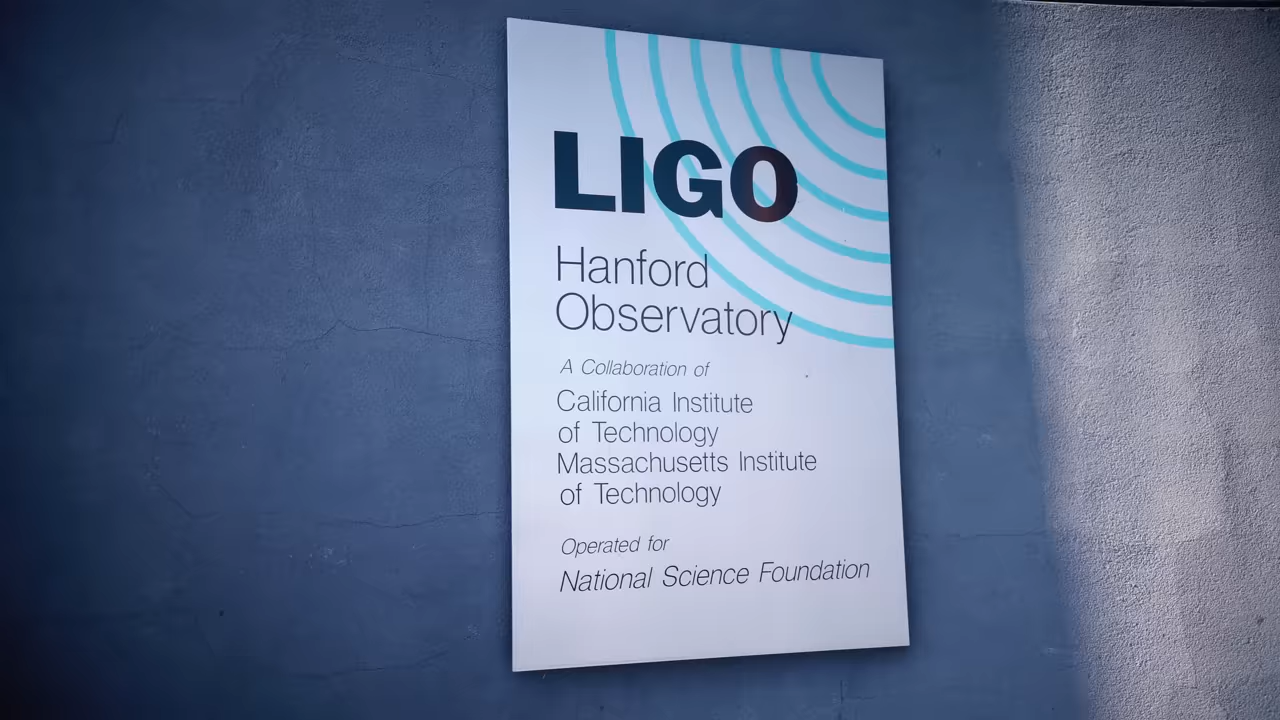 LIGO
Hanford
Observatory
A Collaboration of
California Institute
of Technology
Massachusetts Institute
of Technology
Operated for
National Science Foundation